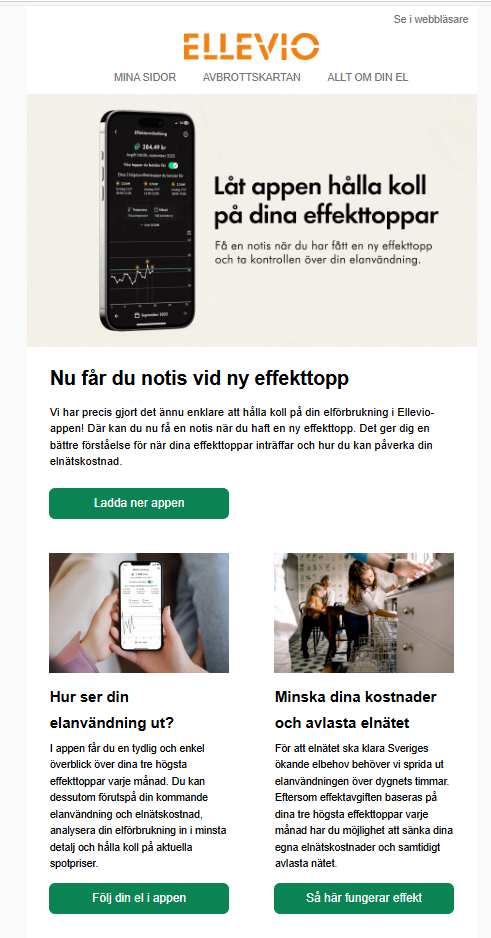 Se i webbläsare
ELLEVIO
MINA SIDOR AVBROTTSKARTAN ALLT OM DIN EL
284,49 kr
Låt appen hålla koll
på dina effekttoppar
Få en notis när du har fått en ny effekttopp
och ta kontrollen över din elanvändning.
September 2023
Nu får du notis vid ny effekttopp
Vi har precis gjort det ännu enklare att hålla koll på din elförbrukning i Ellevio-
appen! Där kan du nu få en notis när du haft en ny effekttopp. Det ger dig en
bättre förståelse för när dina effekttoppar inträffar och hur du kan påverka din
elnätskostnad.
Ladda ner appen
Hur ser din
elanvändning ut?
I appen får du en tydlig och enkel
överblick över dina tre högsta
effekttoppar varje månad. Du kan
dessutom förutspå din kommande
elanvändning och elnätskostnad,
analysera din elförbrukning in i minsta
detalj och hålla koll på aktuella
spotpriser.
Följ din el i appen
Minska dina kostnader
och avlasta elnätet
För att elnätet ska klara Sveriges
ökande elbehov behöver vi sprida ut
elanvändningen över dygnets timmar.
Eftersom effektavgiften baseras på
dina tre högsta effekttoppar varje
månad har du möjlighet att sänka dina
egna elnätskostnader och samtidigt
avlasta nätet.
Så här fungerar effekt